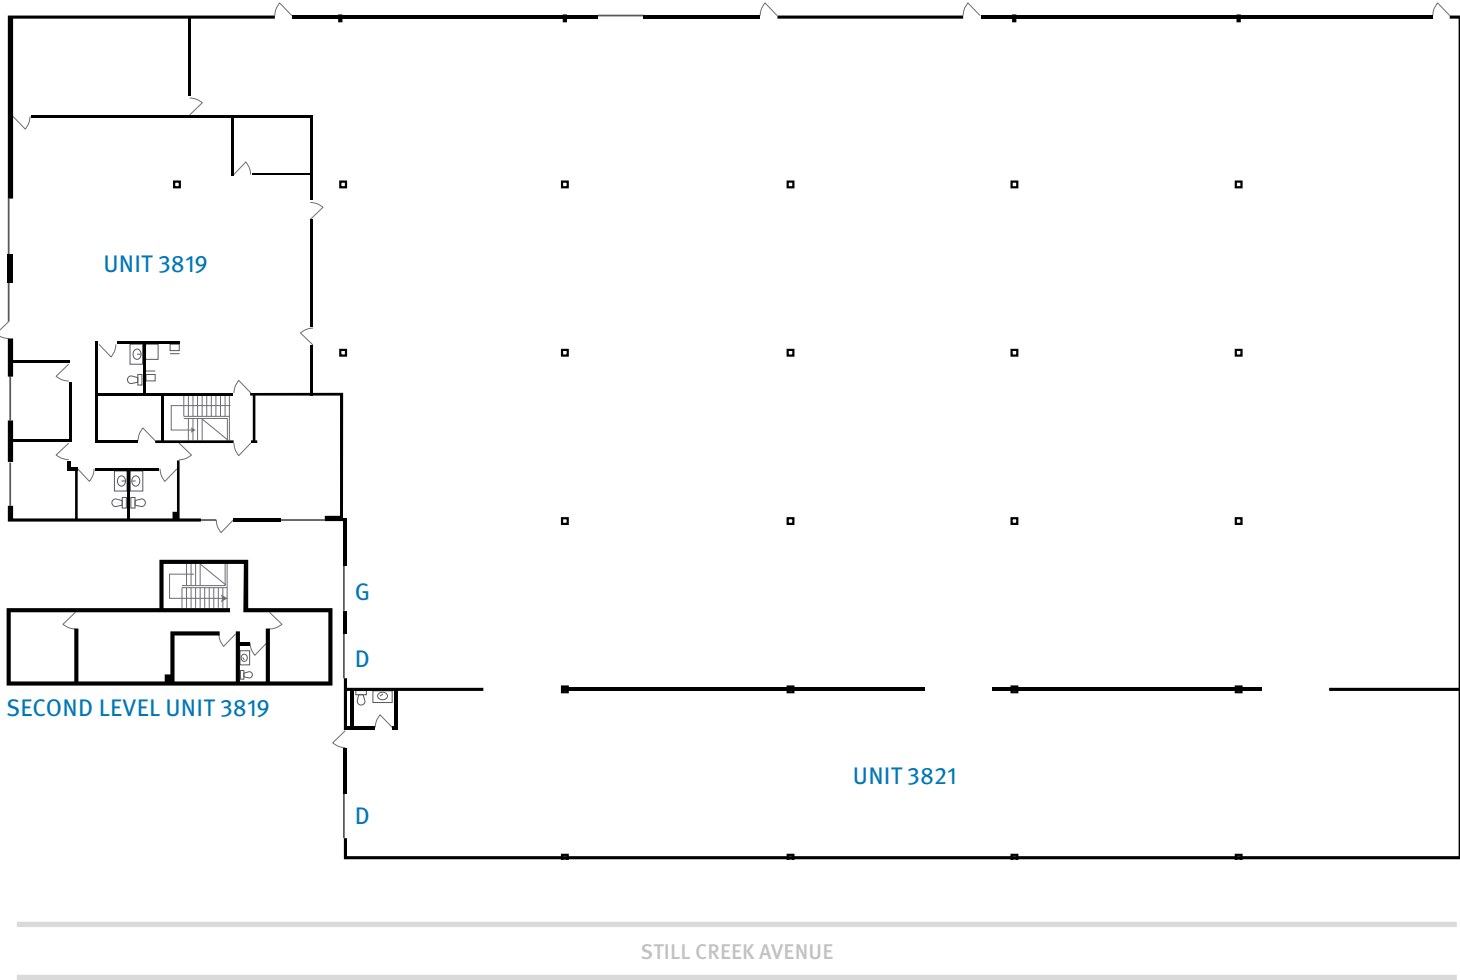 UNIT 3819
G
D
SECOND LEVEL UNIT 3819
UNIT 3821
D
STILL CREEK AVENUE